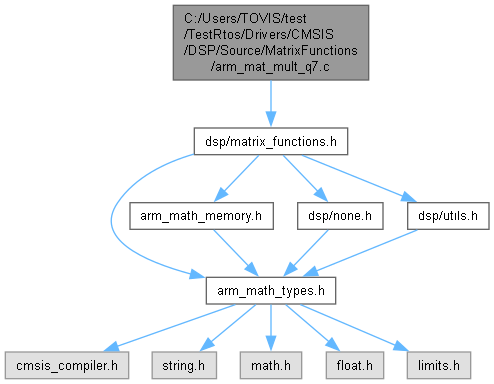 C:/Users/TOVIS/test
/TestRtos/Drivers/CMSIS
/DSP/Source/MatrixFunctions
/arm_mat_mult_q7.c
dsp/matrix_functions.h
arm_math_memory.h
dsp/none.h
dsp/utils.h
arm_math_types.h
cmsis_compiler.h
string.h
math.h
float.h
limits.h